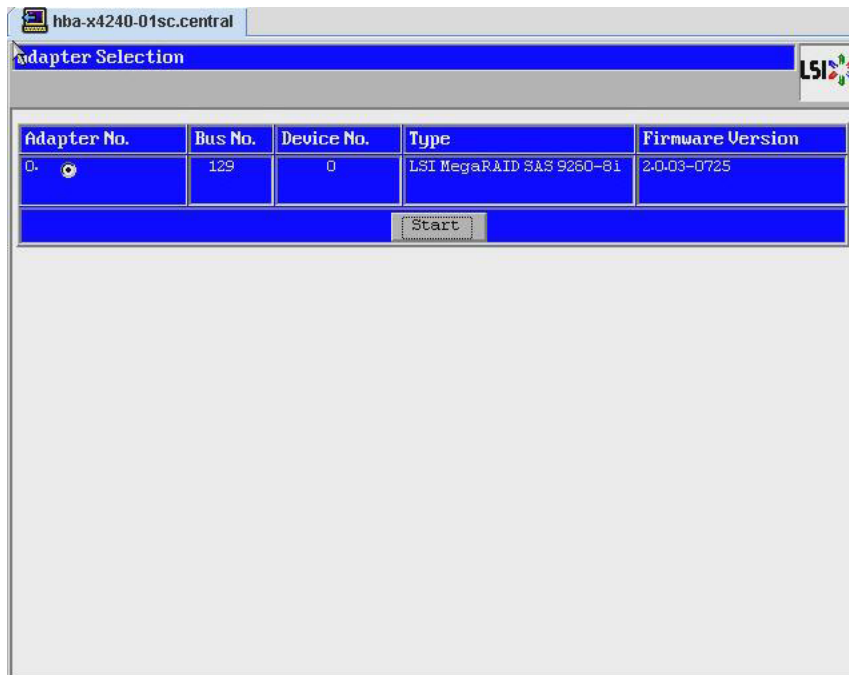 hba-x4240-01sc.central
Adapter Selection
LSI
Adapter No. Bus No. Device No. Type Firmware Version
0. 129 0 LSI MegaRAID SAS 9260-8i 2.0.03-0725
Start